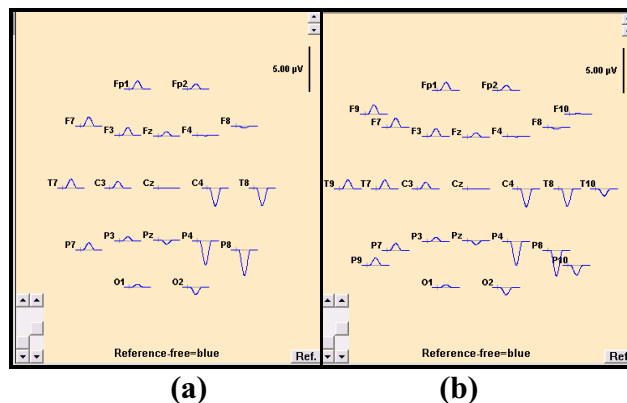 5.00 μV
Fp1 Fp2
F7 F3 Fz F4 F8
T7 C3 Cz C4 T8
P7 P3 Pz P4 P8
O1 O2
Reference-free=blue Ref.
5.00 μV
Fp1 Fp2
F9 F10
F7 F3 Fz F4 F8
T9 T7 C3 Cz C4 T8 T10
P7 P3 Pz P4 P8
P9 P10
O1 O2
Reference-free=blue Ref.
(a) (b)